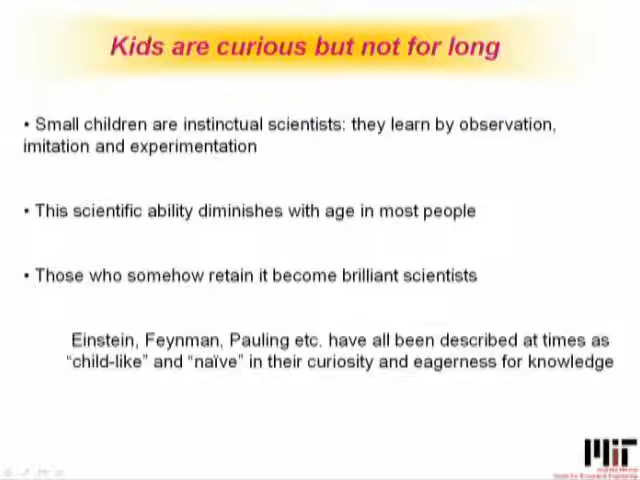 Kids are curious but not for long
• Small children are instinctual scientists: they learn by observation,
imitation and experimentation
• This scientific ability diminishes with age in most people
• Those who somehow retain it become brilliant scientists
Einstein, Feynman, Pauling etc. have all been described at times as
“child-like” and “naïve” in their curiosity and eagerness for knowledge
MIT